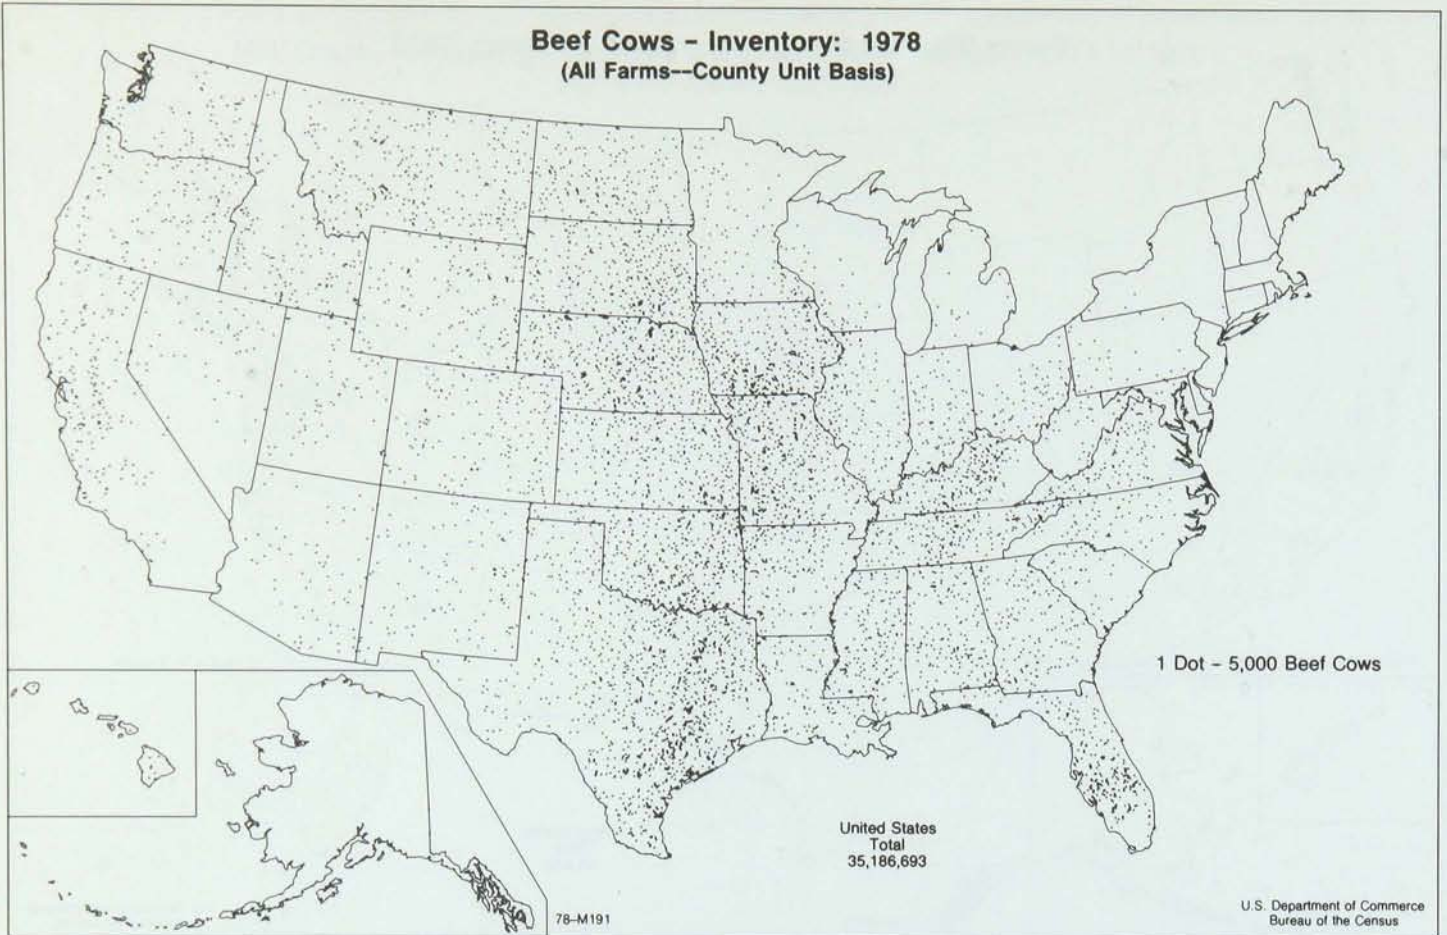 Beef Cows - Inventory: 1978
(All Farms--County Unit Basis)
1 Dot - 5,000 Beef Cows
United States
Total
35,186,693
78-M191
U.S. Department of Commerce
Bureau of the Census